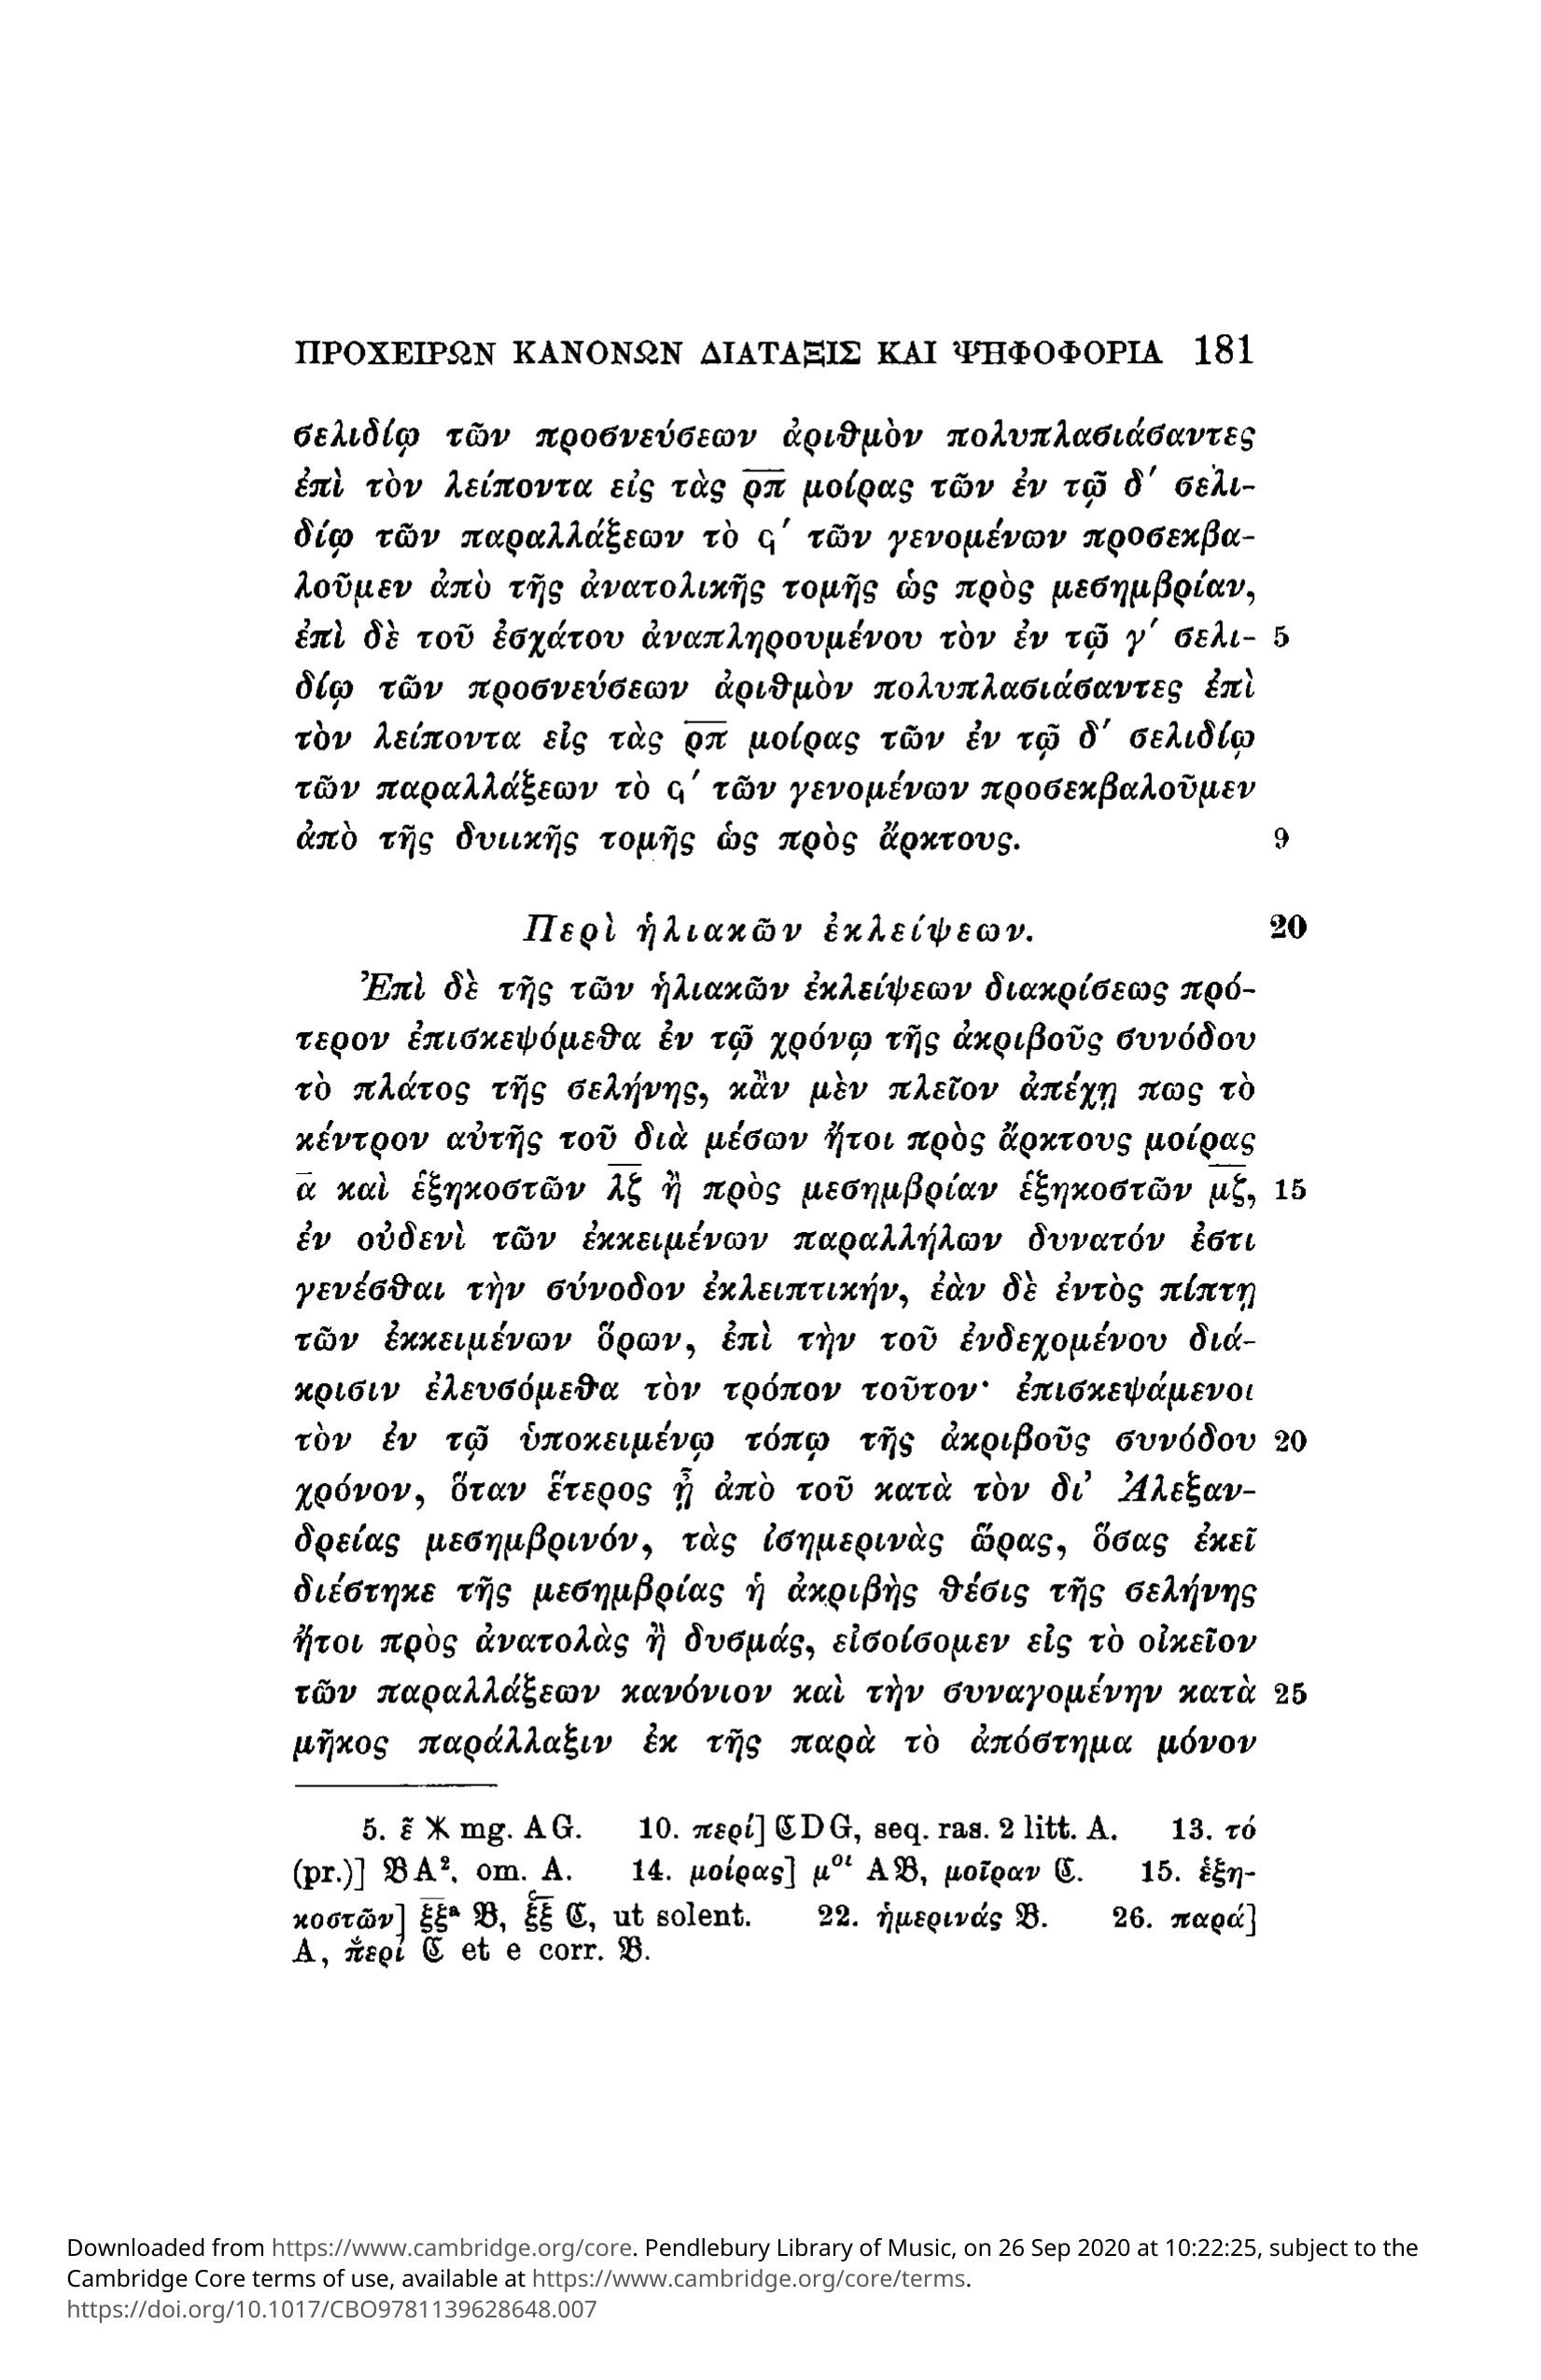 ΠΡΟΧΕΙΡΩΝ ΚΑΝΟΝΩΝ ΔΙΑΤΑΞΙΣ ΚΑΙ ΨΗΦΟΦΟΡΙΑ 181
σελιδίῳ τῶν προσνεύσεων ἀριθμὸν πολυπλασιάσαντες
ἐπὶ τὸν λείποντα εἰς τὰς ρ̅π̅ μοίρας τῶν ἐν τῷ δ′ σελι-
δίῳ τῶν παραλλάξεων τὸ ϛ′ τῶν γενομένων προσεκβα-
λοῦμεν ἀπὸ τῆς ἀνατολικῆς τομῆς ὡς πρὸς μεσημβρίαν,
ἐπὶ δὲ τοῦ ἐσχάτου ἀναπληρουμένου τὸν ἐν τῷ γ′ σελι- 5
δίῳ τῶν προσνεύσεων ἀριθμὸν πολυπλασιάσαντες ἐπὶ
τὸν λείποντα εἰς τὰς ρ̅π̅ μοίρας τῶν ἐν τῷ δ′ σελιδίῳ
τῶν παραλλάξεων τὸ ϛ′ τῶν γενομένων προσεκβαλοῦμεν
ἀπὸ τῆς δυτικῆς τομῆς ὡς πρὸς ἄρκτους. 9
Περὶ ἡλιακῶν ἐκλείψεων. 20
Ἐπὶ δὲ τῆς τῶν ἡλιακῶν ἐκλείψεων διακρίσεως πρό-
τερον ἐπισκεψόμεθα ἐν τῷ χρόνῳ τῆς ἀκριβοῦς συνόδου
τὸ πλάτος τῆς σελήνης, κἂν μὲν πλεῖον ἀπέχῃ πως τὸ
κέντρον αὐτῆς τοῦ διὰ μέσων ἤτοι πρὸς ἄρκτους μοίρας
α̅ καὶ ἑξηκοστῶν λ̅ζ̅ ἢ πρὸς μεσημβρίαν ἑξηκοστῶν μ̅ζ̅, 15
ἐν οὐδενὶ τῶν ἐκκειμένων παραλλήλων δυνατόν ἐστι
γενέσθαι τὴν σύνοδον ἐκλειπτικήν, ἐὰν δὲ ἐντὸς πίπτῃ
τῶν ἐκκειμένων ὅρων, ἐπὶ τὴν τοῦ ἐνδεχομένου διά-
κρισιν ἐλευσόμεθα τὸν τρόπον τοῦτον· ἐπισκεψάμενοι
τὸν ἐν τῷ ὑποκειμένῳ τόπῳ τῆς ἀκριβοῦς συνόδου 20
χρόνον, ὅταν ἕτερος ᾖ ἀπὸ τοῦ κατὰ τὸν δι’ Ἀλεξαν-
δρείας μεσημβρινόν, τὰς ἰσημερινὰς ὥρας, ὅσας ἐκεῖ
διέστηκε τῆς μεσημβρίας ἡ ἀκριβὴς θέσις τῆς σελήνης
ἤτοι πρὸς ἀνατολὰς ἢ δυσμάς, εἰσοίσομεν εἰς τὸ οἰκεῖον
τῶν παραλλάξεων κανόνιον καὶ τὴν συναγομένην κατὰ 25
μῆκος παράλλαξιν ἐκ τῆς παρὰ τὸ ἀπόστημα μόνον
5. ε̃ Ж mg. AG. 10. περί] ℭDG, seq. ras. 2 litt. A. 13. τό
(pr.)] 𝔅A², om. A. 14. μοίρας] μᵒⁱ A𝔅, μοῖραν ℭ. 15. ἑξη-
κοστῶν] ξ̅ξ̅ᵃ 𝔅, ξ̅ξ̅ ℭ, ut solent. 22. ἡμερινάς 𝔅. 26. παρά]
A, περί ℭ et e corr. 𝔅.
Downloaded from https://www.cambridge.org/core. Pendlebury Library of Music, on 26 Sep 2020 at 10:22:25, subject to the
Cambridge Core terms of use, available at https://www.cambridge.org/core/terms.
https://doi.org/10.1017/CBO9781139628648.007